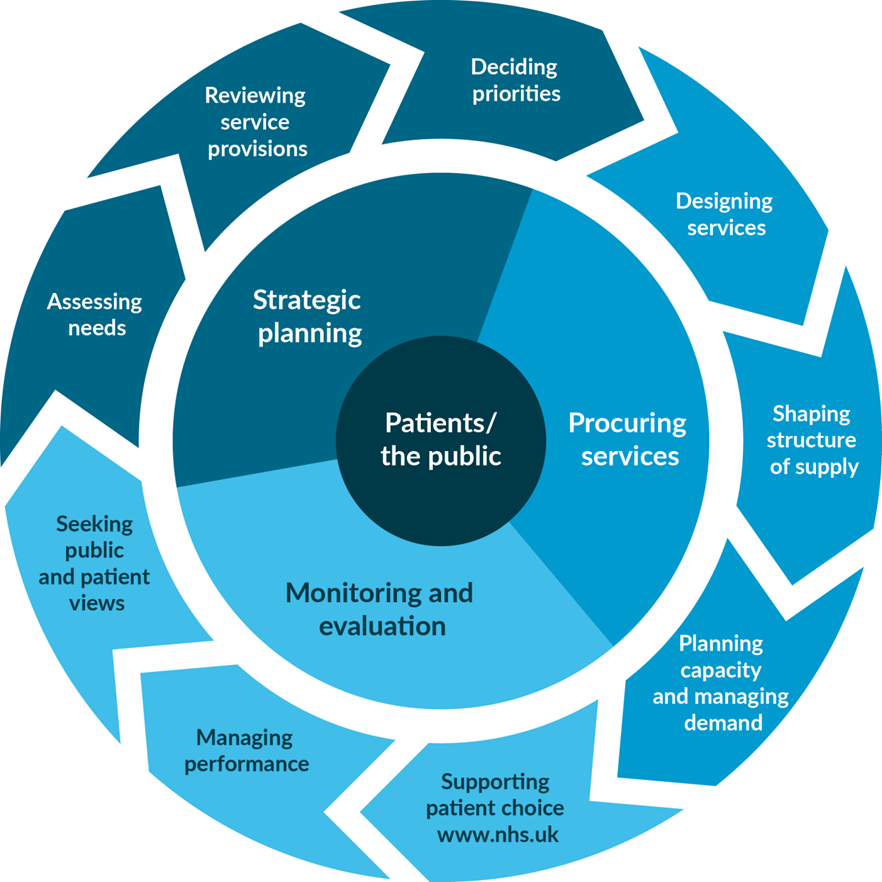 Deciding
priorities
Designing
services
Shaping
structure
of supply
Planning
capacity
and managing
demand
Supporting
patient choice
www.nhs.uk
Managing
performance
Seeking
public
and patient
views
Assessing
needs
Reviewing
service
provisions
Strategic
planning
Procuring
services
Monitoring and
evaluation
Patients/
the public